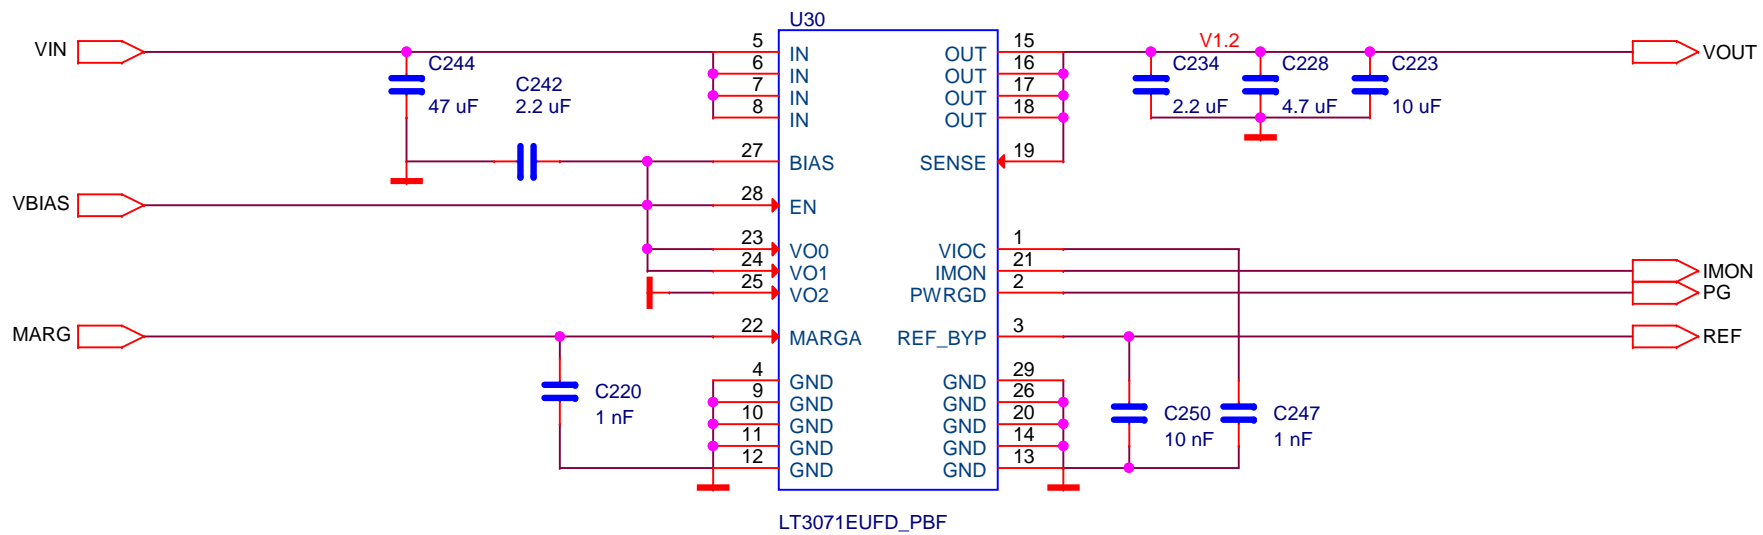 U30
VIN
5
IN
15
OUT
V1.2
VOUT
C244
47 uF
6
IN
16
OUT
C234
2.2 uF
C228
4.7 uF
C223
10 uF
C242
2.2 uF
7
IN
17
OUT
8
IN
18
OUT
27
BIAS
19
SENSE
VBIAS
28
EN
23
VO0
1
VIOC
24
VO1
21
IMON
IMON
25
VO2
2
PWRGD
PG
MARG
22
MARGA
3
REF_BYP
REF
4
GND
29
GND
C220
1 nF
9
GND
26
GND
10
GND
20
GND
C250
10 nF
C247
1 nF
11
GND
14
GND
12
GND
13
GND
LT3071EUFD_PBF